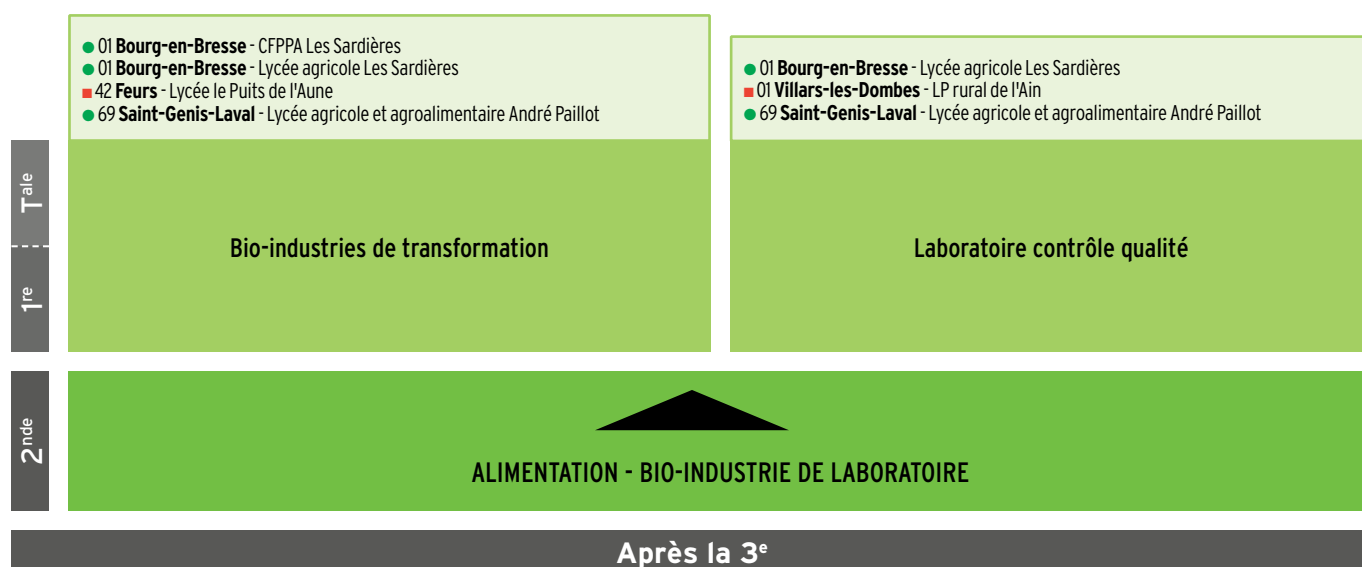 ● 01 Bourg-en-Bresse - CFPPA Les Sardières
● 01 Bourg-en-Bresse - Lycée agricole Les Sardières
■ 42 Feurs - Lycée le Puits de l'Aune
● 69 Saint-Genis-Laval - Lycée agricole et agroalimentaire André Paillot
● 01 Bourg-en-Bresse - Lycée agricole Les Sardières
■ 01 Villars-les-Dombes - LP rural de l'Ain
● 69 Saint-Genis-Laval - Lycée agricole et agroalimentaire André Paillot
Tale
1re
Bio-industries de transformation
Laboratoire contrôle qualité
2nde
ALIMENTATION - BIO-INDUSTRIE DE LABORATOIRE
Après la 3e